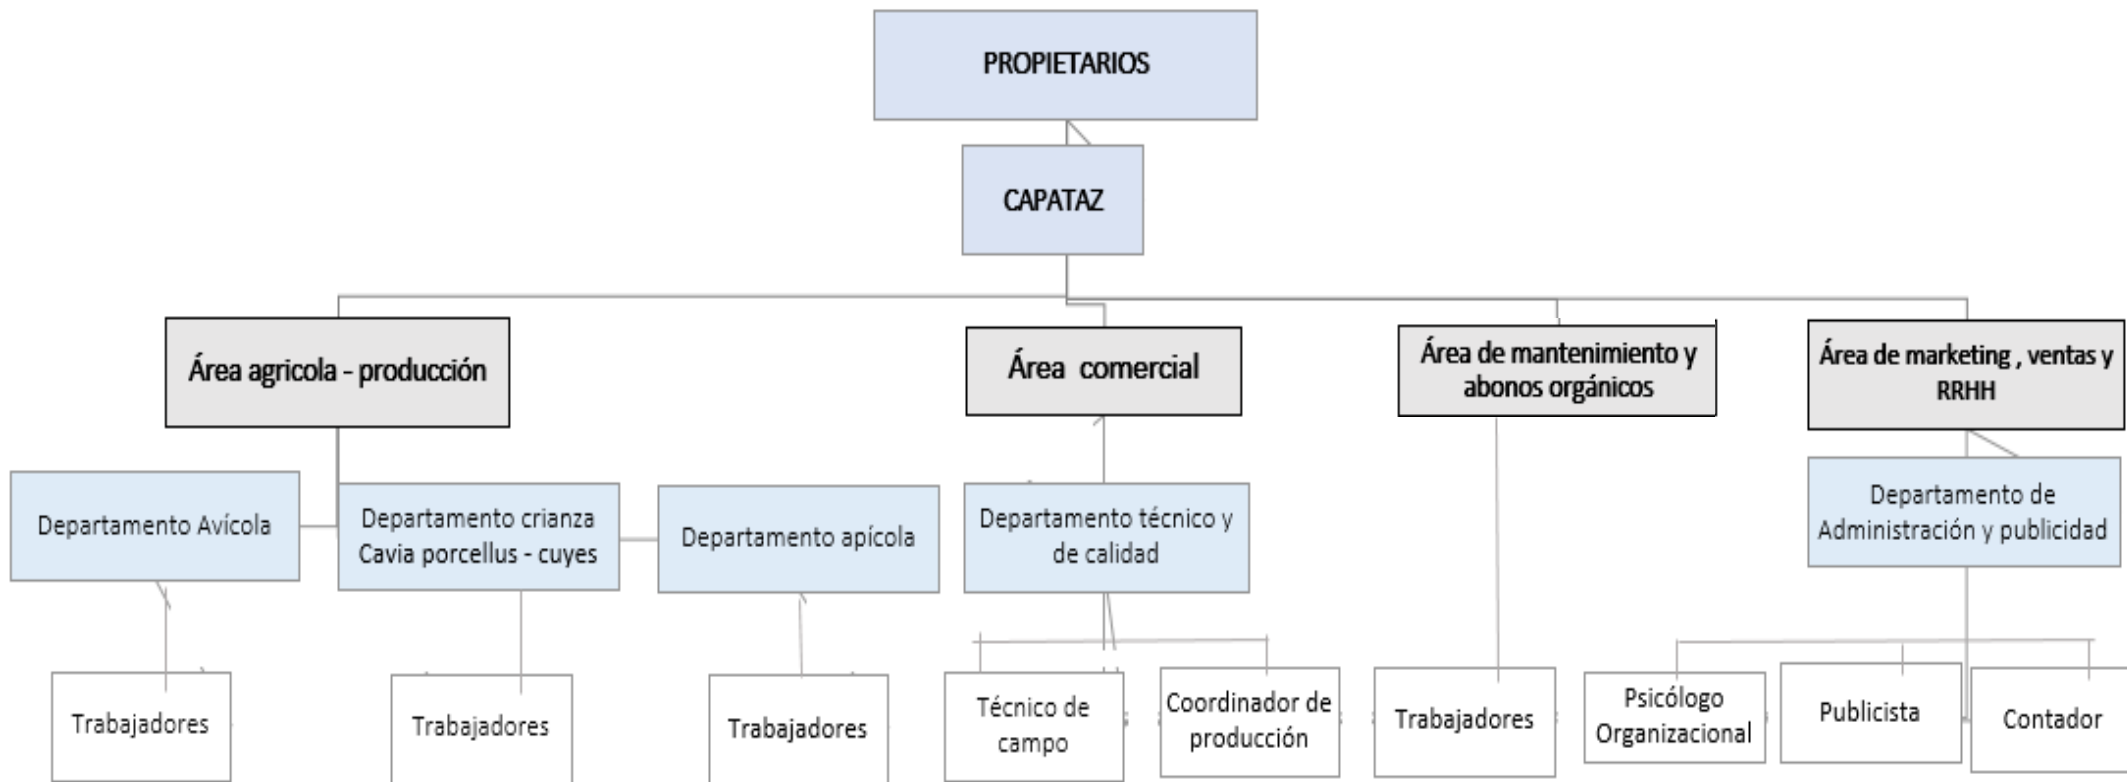 PROPIETARIOS
CAPATAZ
Área agricola - producción
Área comercial
Área de mantenimiento y
abonos orgánicos
Área de marketing , ventas y
RRHH
Departamento Avícola
Departamento crianza
Cavia porcellus - cuyes
Departamento apícola
Departamento técnico y
de calidad
Departamento de
Administración y publicidad
Trabajadores
Trabajadores
Trabajadores
Técnico de
campo
Coordinador de
producción
Trabajadores
Psicólogo
Organizacional
Publicista
Contador